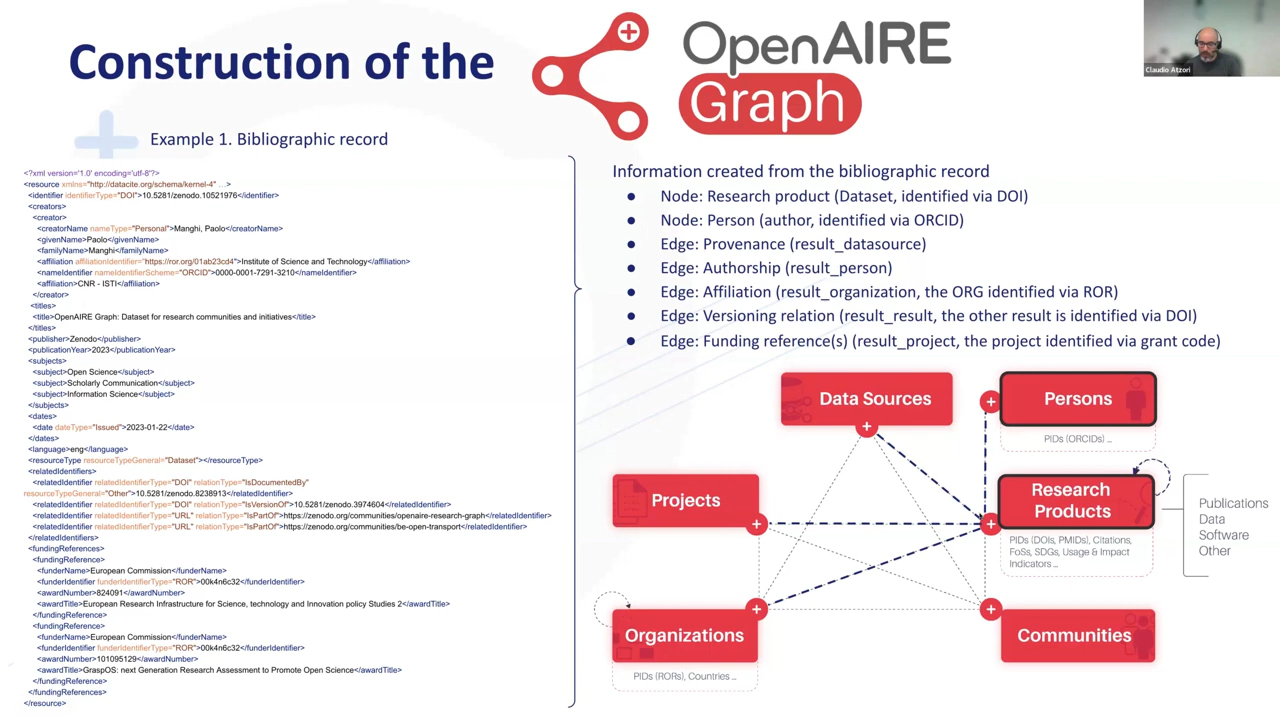 Construction of the
OpenAIRE
Graph
Claudio Atzori
Example 1. Bibliographic record
<?xml version='1.0' encoding='utf-8'?>
<resource xmlns="http://datacite.org/schema/kernel-4" ...>
<identifier identifierType="DOI">10.5281/zenodo.10521976</identifier>
<creators>
<creator>
<creatorName nameType="Personal">Manghi, Paolo</creatorName>
<givenName>Paolo</givenName>
<familyName>Manghi</familyName>
<affiliation affiliationIdentifier="https://ror.org/01ab23cd4">Institute of Science and Technology</affiliation>
<nameIdentifier nameIdentifierScheme="ORCID">0000-0001-7291-3210</nameIdentifier>
<affiliation>CNR - ISTI</affiliation>
</creator>
<titles>
<title>OpenAIRE Graph: Dataset for research communities and initiatives</title>
</titles>
<publisher>Zenodo</publisher>
<publicationYear>2023</publicationYear>
<subjects>
<subject>Open Science</subject>
<subject>Scholarly Communication</subject>
<subject>Information Science</subject>
</subjects>
<dates>
<date dateType="Issued">2023-01-22</date>
</dates>
<language>eng</language>
<resourceType resourceTypeGeneral="Dataset"></resourceType>
<relatedIdentifiers>
<relatedIdentifier relatedIdentifierType="DOI" relationType="IsDocumentedBy"
resourceTypeGeneral="Other">10.5281/zenodo.8238913</relatedIdentifier>
<relatedIdentifier relatedIdentifierType="DOI" relationType="IsVersionOf">10.5281/zenodo.3974604</relatedIdentifier>
<relatedIdentifier relatedIdentifierType="URL" relationType="IsPartOf">https://zenodo.org/communities/openaire-research-graph</relatedIdentifier>
<relatedIdentifier relatedIdentifierType="URL" relationType="IsPartOf">https://zenodo.org/communities/be-open-transport</relatedIdentifier>
</relatedIdentifiers>
<fundingReferences>
<fundingReference>
<funderName>European Commission</funderName>
<funderIdentifier funderIdentifierType="ROR">00k4n6c32</funderIdentifier>
<awardNumber>824091</awardNumber>
<awardTitle>European Research Infrastructure for Science, technology and Innovation policy Studies 2</awardTitle>
</fundingReference>
<fundingReference>
<funderName>European Commission</funderName>
<funderIdentifier funderIdentifierType="ROR">00k4n6c32</funderIdentifier>
<awardNumber>101095129</awardNumber>
<awardTitle>GraspOS: next Generation Research Assessment to Promote Open Science</awardTitle>
</fundingReference>
</fundingReferences>
</resource>
Information created from the bibliographic record
● Node: Research product (Dataset, identified via DOI)
● Node: Person (author, identified via ORCID)
● Edge: Provenance (result_datasource)
● Edge: Authorship (result_person)
● Edge: Affiliation (result_organization, the ORG identified via ROR)
● Edge: Versioning relation (result_result, the other result is identified via DOI)
● Edge: Funding reference(s) (result_project, the project identified via grant code)
Data Sources
Persons
PIDs (ORCIDs) ...
Projects
Research
Products
PIDs (DOIs, PMIDs), Citations,
FoSs, SDGs, Usage & Impact
Indicators ...
Publications
Data
Software
Other
Organizations
PIDs (RORs), Countries ...
Communities